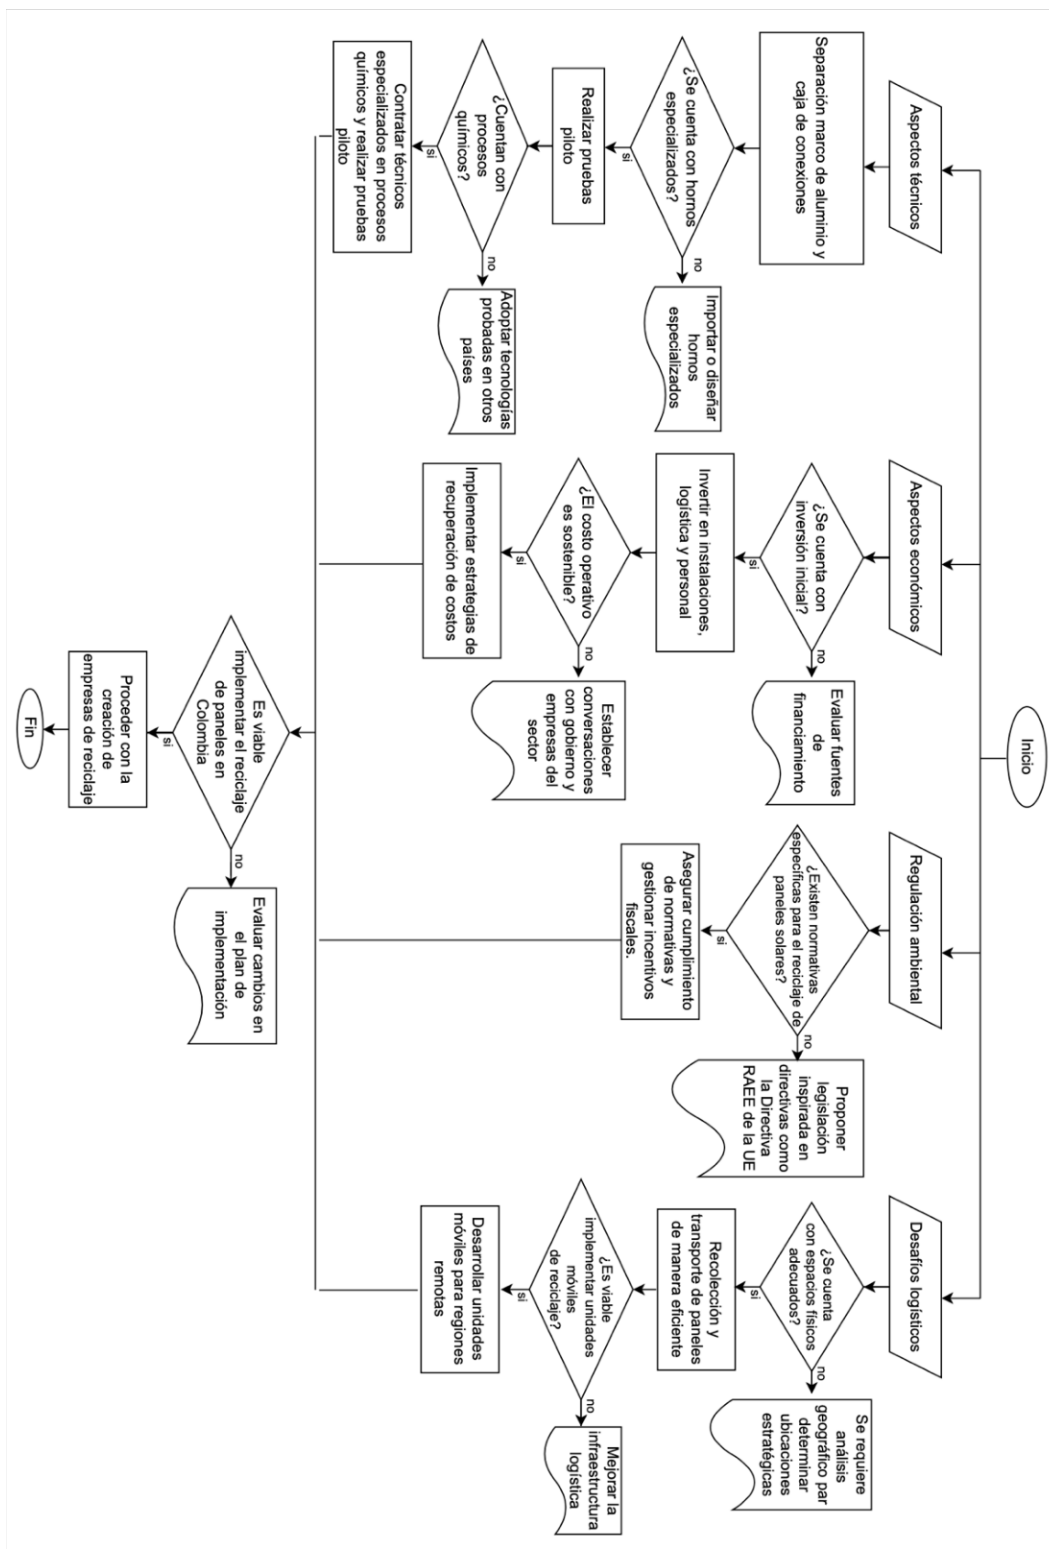 Inicio
Aspectos técnicos
Separación marco de aluminio y
caja de conexiones
¿Se cuenta con hornos
especializados?
no
Importar o diseñar
hornos
especializados
si
Realizar pruebas
piloto
¿Cuentan con
procesos
químicos?
no
Adoptar tecnologías
probadas en otros
países
si
Contratar técnicos
especializados en procesos
químicos y realizar pruebas
piloto
Aspectos económicos
¿Se cuenta con
inversión inicial?
no
Evaluar fuentes
de
financiamiento
si
Invertir en instalaciones,
logística y personal
¿El costo operativo
es sostenible?
no
Establecer
conversaciones
con gobierno y
empresas del
sector
si
Implementar estrategias de
recuperación de costos
Regulación ambiental
¿Existen normativas
específicas para el reciclaje de
paneles solares?
no
Proponer
legislación
inspirada en
directivas como
la Directiva
RAEE de la UE
si
Asegurar cumplimiento
de normativas y
gestionar incentivos
fiscales.
Desafíos logísticos
¿Se cuenta
con espacios físicos
adecuados?
no
Se requiere
análisis
geográfico par
determinar
ubicaciones
estratégicas
si
Recolección y
transporte de paneles
de manera eficiente
¿Es viable
implementar unidades
móviles
de reciclaje?
no
Mejorar la
infraestructura
logística
si
Desarrollar unidades
móviles para regiones
remotas
Es viable
implementar el reciclaje
de paneles en
Colombia
no
Evaluar cambios en
el plan de
implementación
si
Proceder con la
creación de
empresas de reciclaje
Fin